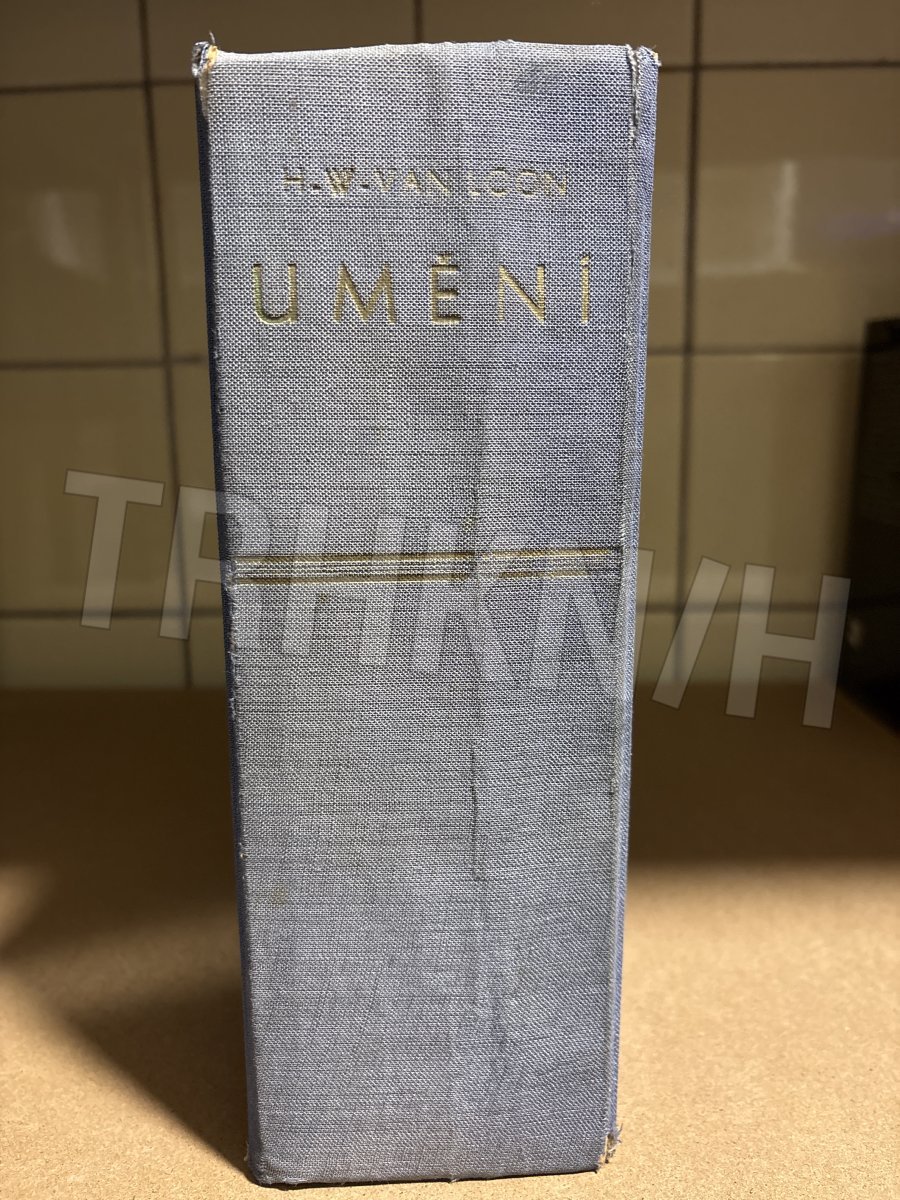 H-W-VAN LOON
UMĚNÍ
TRHKNIH